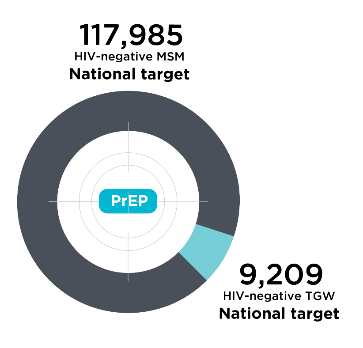 117,985
HIV-negative MSM
National target
PrEP
9,209
HIV-negative TGW
National target